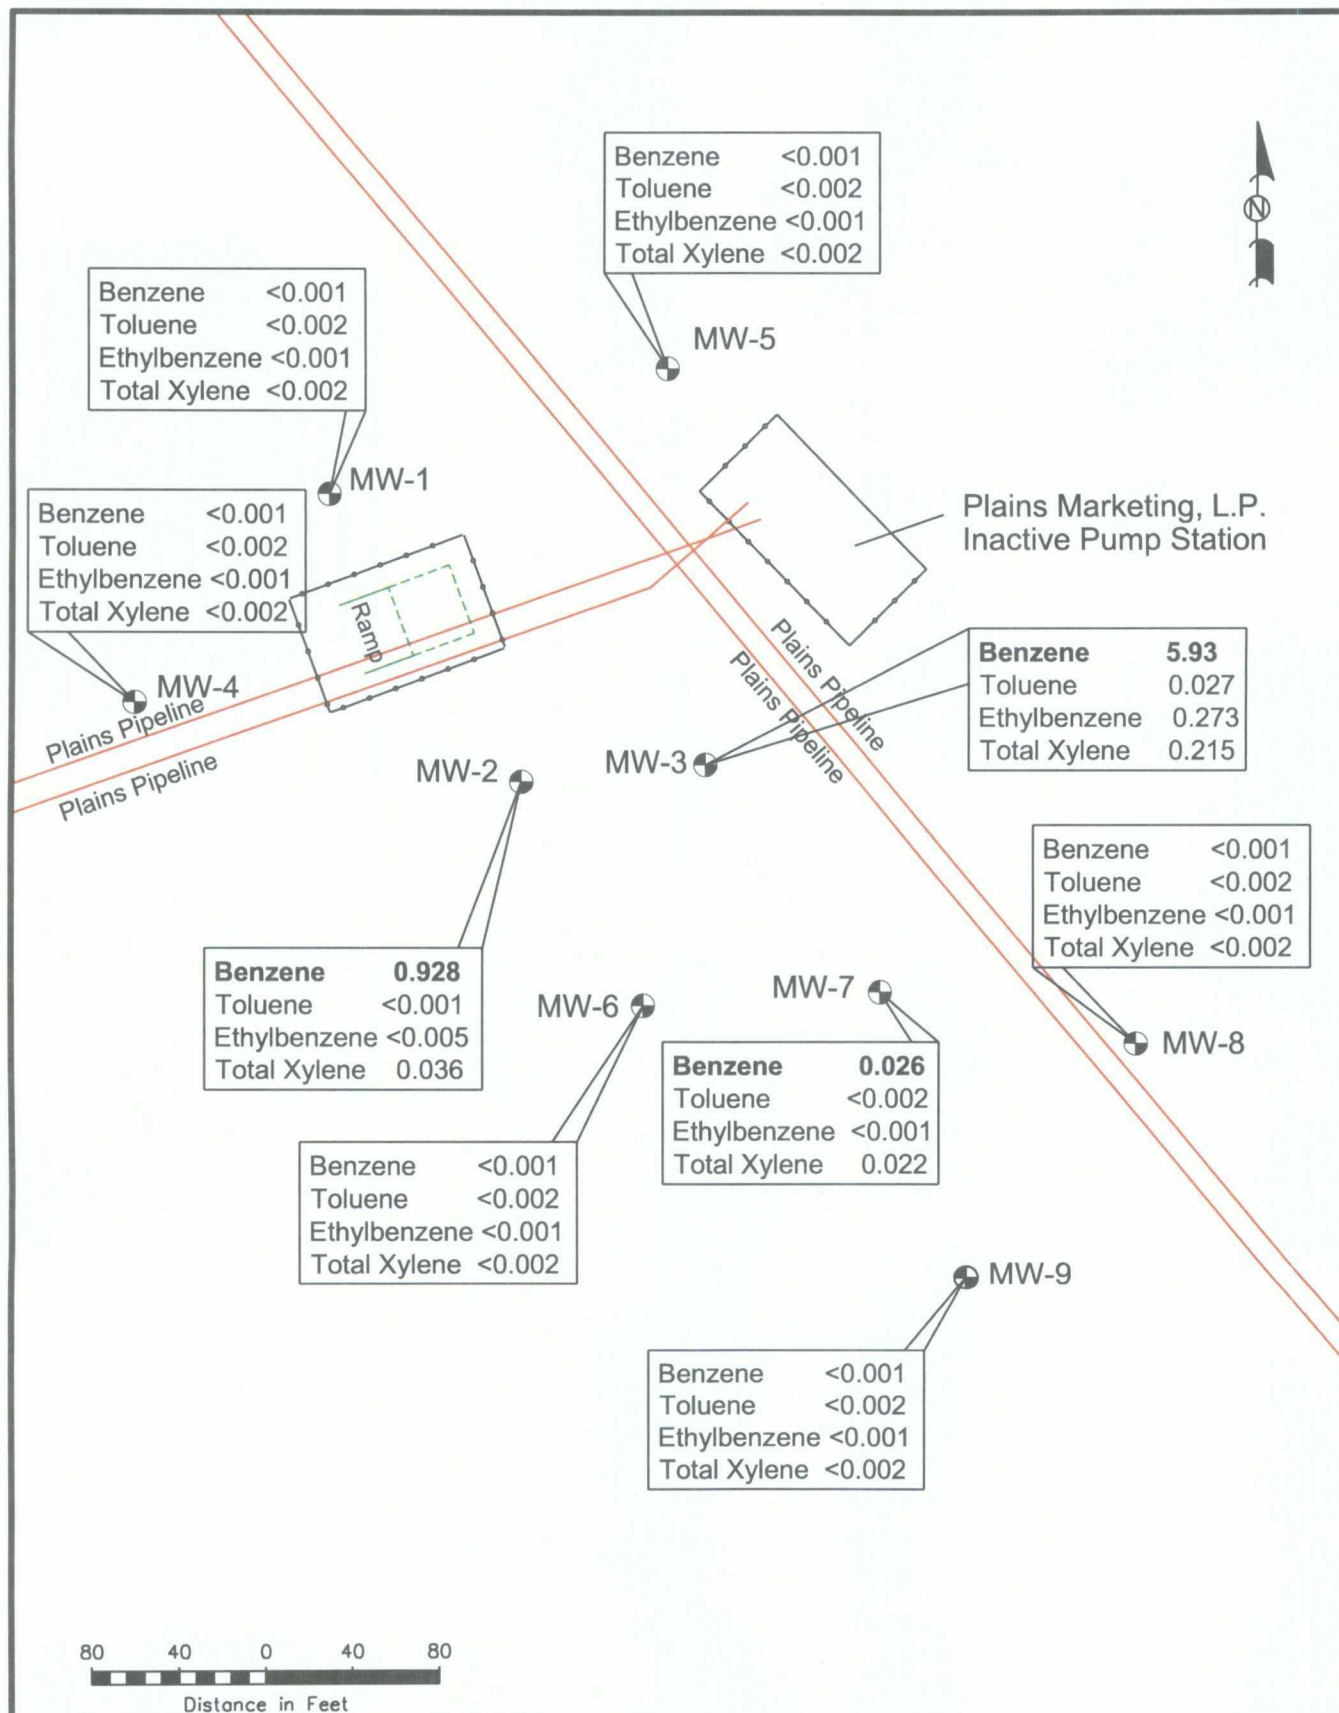 N
Benzene <0.001
Toluene <0.002
Ethylbenzene <0.001
Total Xylene <0.002
MW-5
Benzene <0.001
Toluene <0.002
Ethylbenzene <0.001
Total Xylene <0.002
MW-1
Benzene <0.001
Toluene <0.002
Ethylbenzene <0.001
Total Xylene <0.002
MW-4
Ramp
Plains Marketing, L.P.
Inactive Pump Station
Plains Pipeline
Plains Pipeline
Plains Pipeline
Plains Pipeline
Benzene 5.93
Toluene 0.027
Ethylbenzene 0.273
Total Xylene 0.215
MW-3
MW-2
Benzene <0.001
Toluene <0.002
Ethylbenzene <0.001
Total Xylene <0.002
MW-8
Benzene 0.928
Toluene <0.001
Ethylbenzene <0.005
Total Xylene 0.036
MW-6
MW-7
Benzene 0.026
Toluene <0.002
Ethylbenzene <0.001
Total Xylene 0.022
Benzene <0.001
Toluene <0.002
Ethylbenzene <0.001
Total Xylene <0.002
MW-9
Benzene <0.001
Toluene <0.002
Ethylbenzene <0.001
Total Xylene <0.002
80 40 0 40 80
Distance in Feet